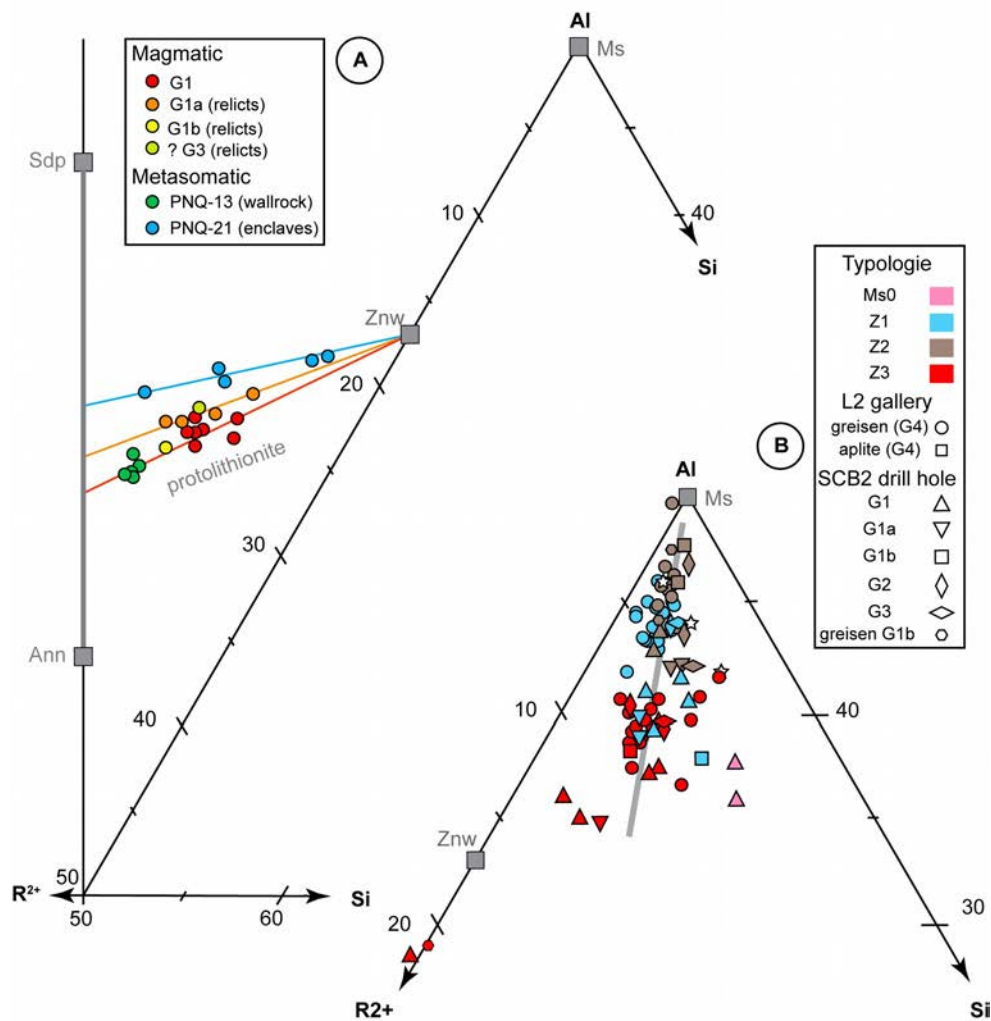 A
Magmatic
G1
G1a (relicts)
G1b (relicts)
? G3 (relicts)
Metasomatic
PNQ-13 (wallrock)
PNQ-21 (enclaves)
Al
Ms
Sdp
10
40
Si
Znw
20
protolithionite
30
Ann
40
50
R²⁺
Si
50
60
B
Typologie
Ms0
Z1
Z2
Z3
L2 gallery
greisen (G4)
aplite (G4)
SCB2 drill hole
G1
G1a
G1b
G2
G3
greisen G1b
Al
Ms
10
40
Znw
20
30
R2+
Si